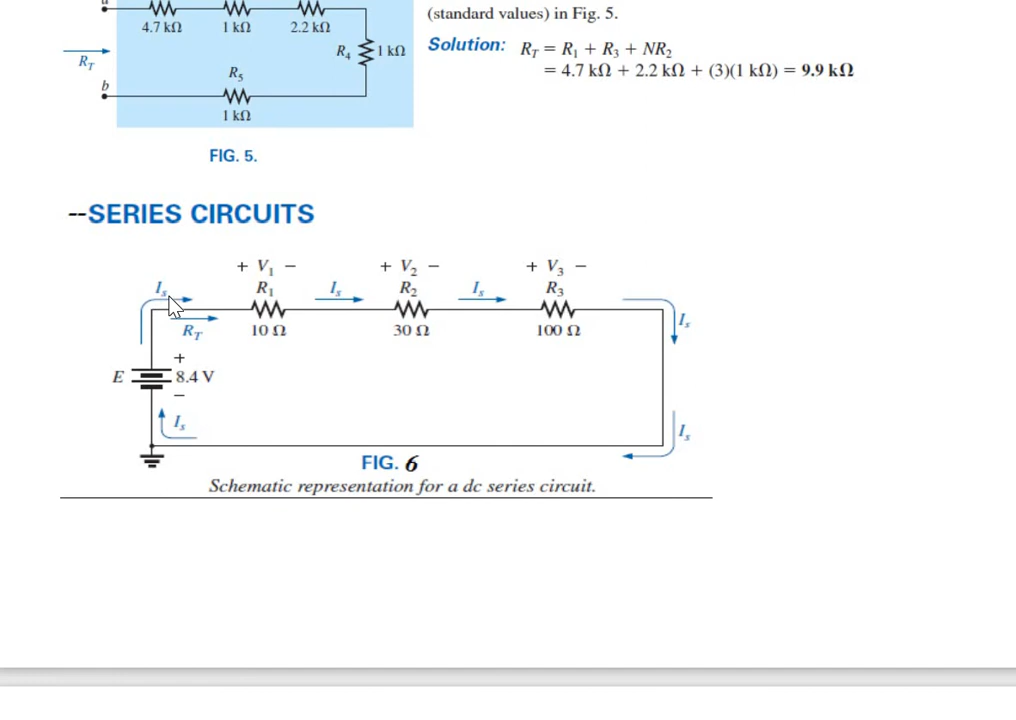 (standard values) in Fig. 5.
4.7 kΩ 1 kΩ 2.2 kΩ
Solution: R_T = R_1 + R_3 + NR_2
R_4 1 kΩ
R_T
= 4.7 kΩ + 2.2 kΩ + (3)(1 kΩ) = 9.9 kΩ
R_5
b
1 kΩ
FIG. 5.
--SERIES CIRCUITS
+ V_1 − + V_2 − + V_3 −
I_s R_1 I_s R_2 I_s R_3
I_s
R_T 10 Ω 30 Ω 100 Ω
+
E 8.4 V
−
I_s I_s
FIG. 6
Schematic representation for a dc series circuit.